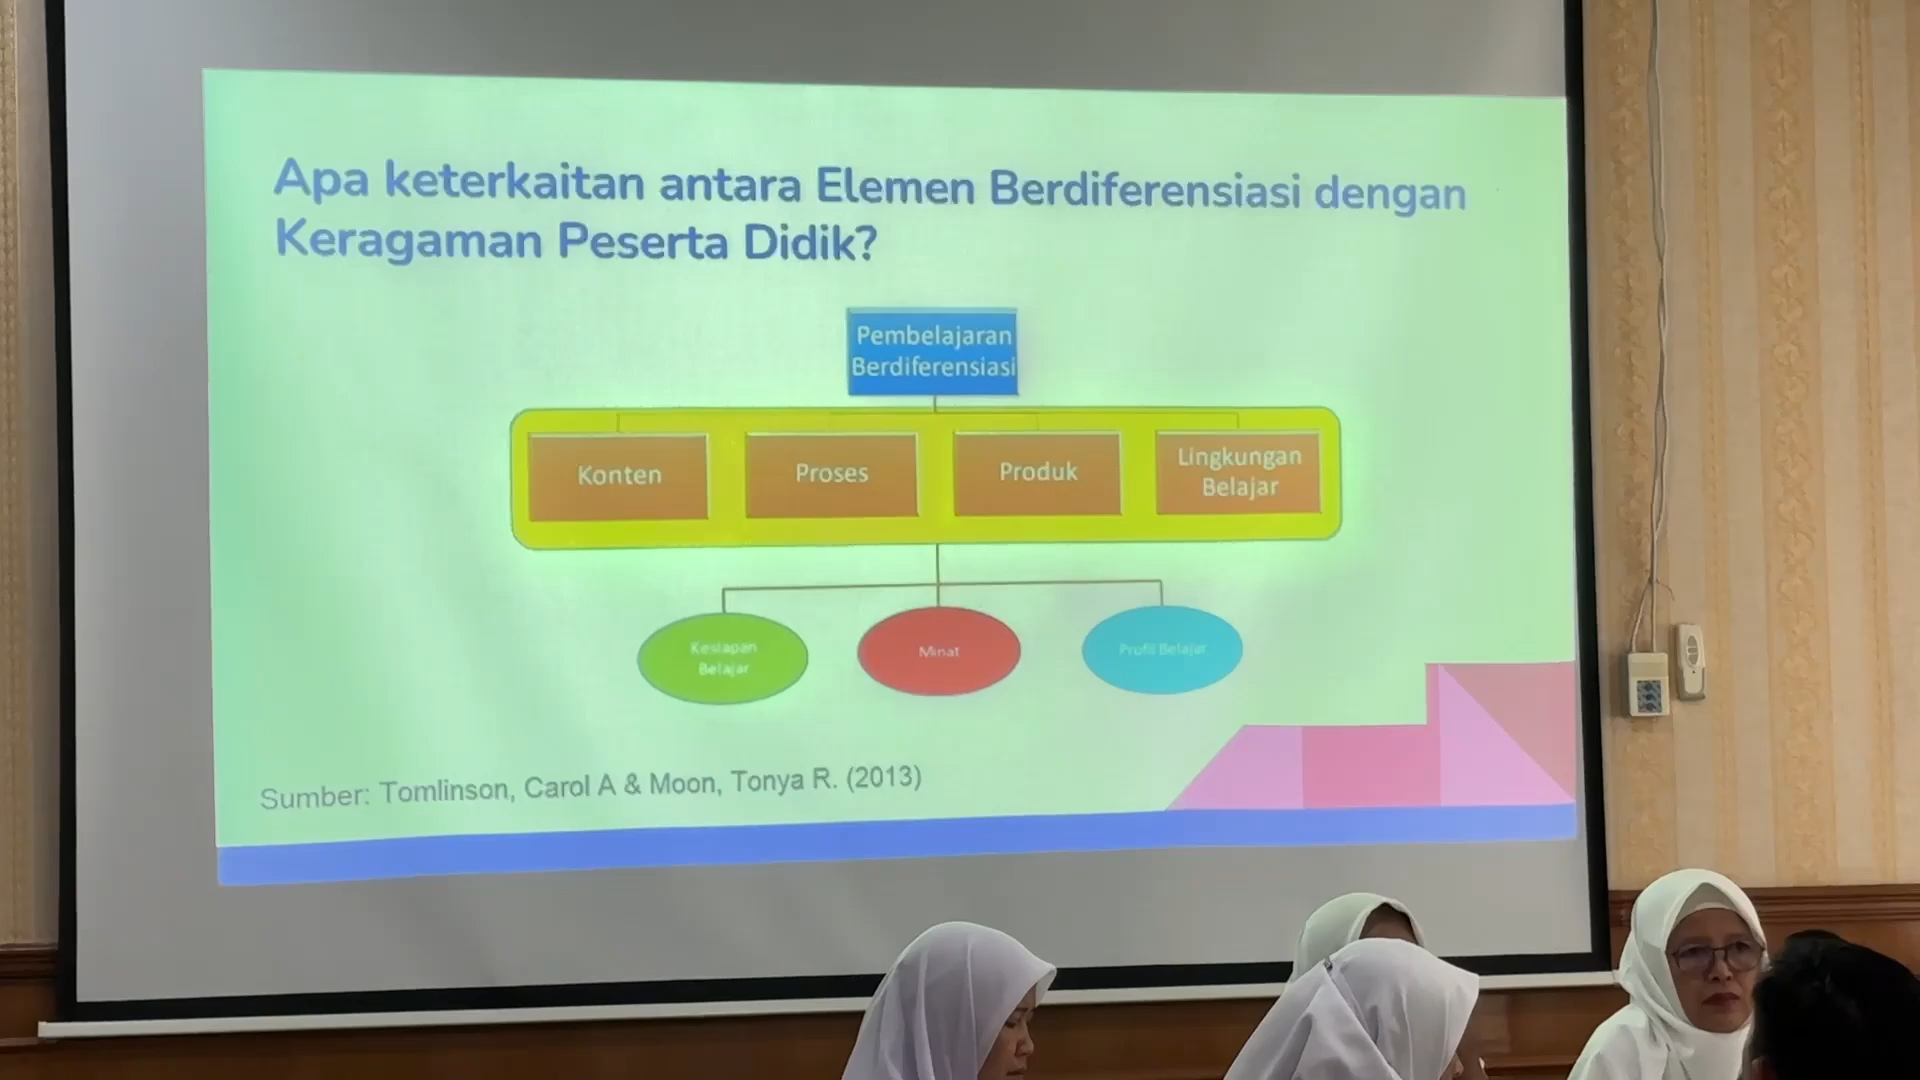 Apa keterkaitan antara Elemen Berdiferensiasi dengan
Keragaman Peserta Didik?
Pembelajaran
Berdiferensiasi
Konten
Proses
Produk
Lingkungan
Belajar
Kesiapan
Belajar
Minat
Profil Belajar
Sumber: Tomlinson, Carol A & Moon, Tonya R. (2013)